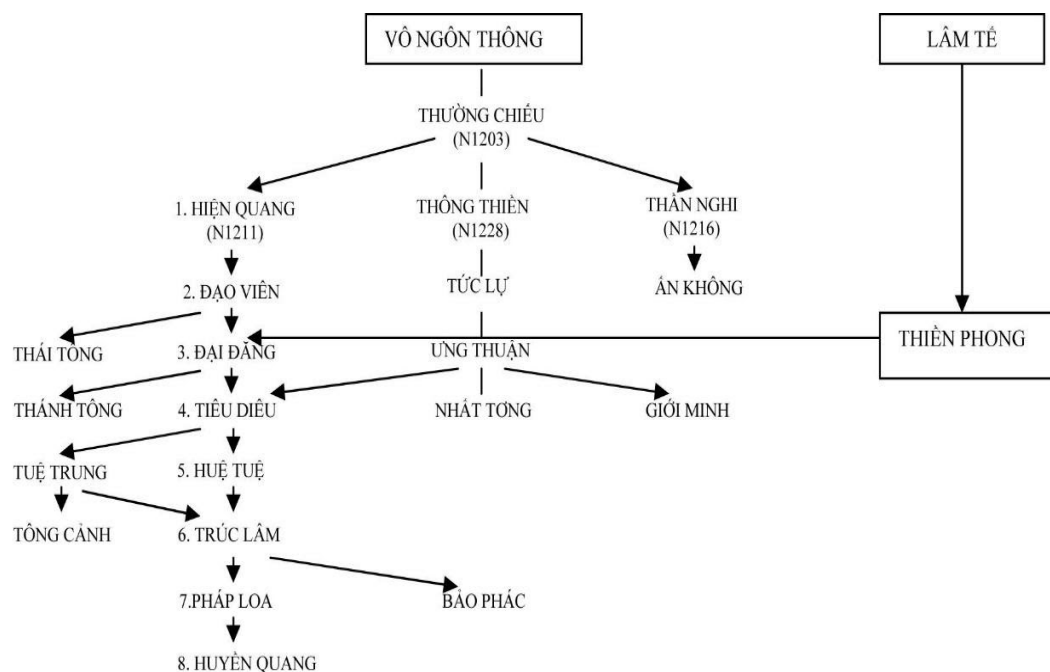 VÔ NGÔN THÔNG
LÂM TẾ
THƯỜNG CHIẾU
(N1203)
1. HIỆN QUANG
(N1211)
THÔNG THIỀN
(N1228)
THẦN NGHI
(N1216)
2. ĐẠO VIÊN
TỨC LỰ
ẨN KHÔNG
THÁI TÔNG
3. ĐẠI ĐĂNG
ƯNG THUẬN
THIỀN PHONG
THÁNH TÔNG
4. TIÊU DIÊU
NHẤT TƠNG
GIỚI MINH
TUỆ TRUNG
5. HUỆ TUỆ
TÔNG CẢNH
6. TRÚC LÂM
7.PHÁP LOA
BẢO PHÁC
8. HUYỀN QUANG